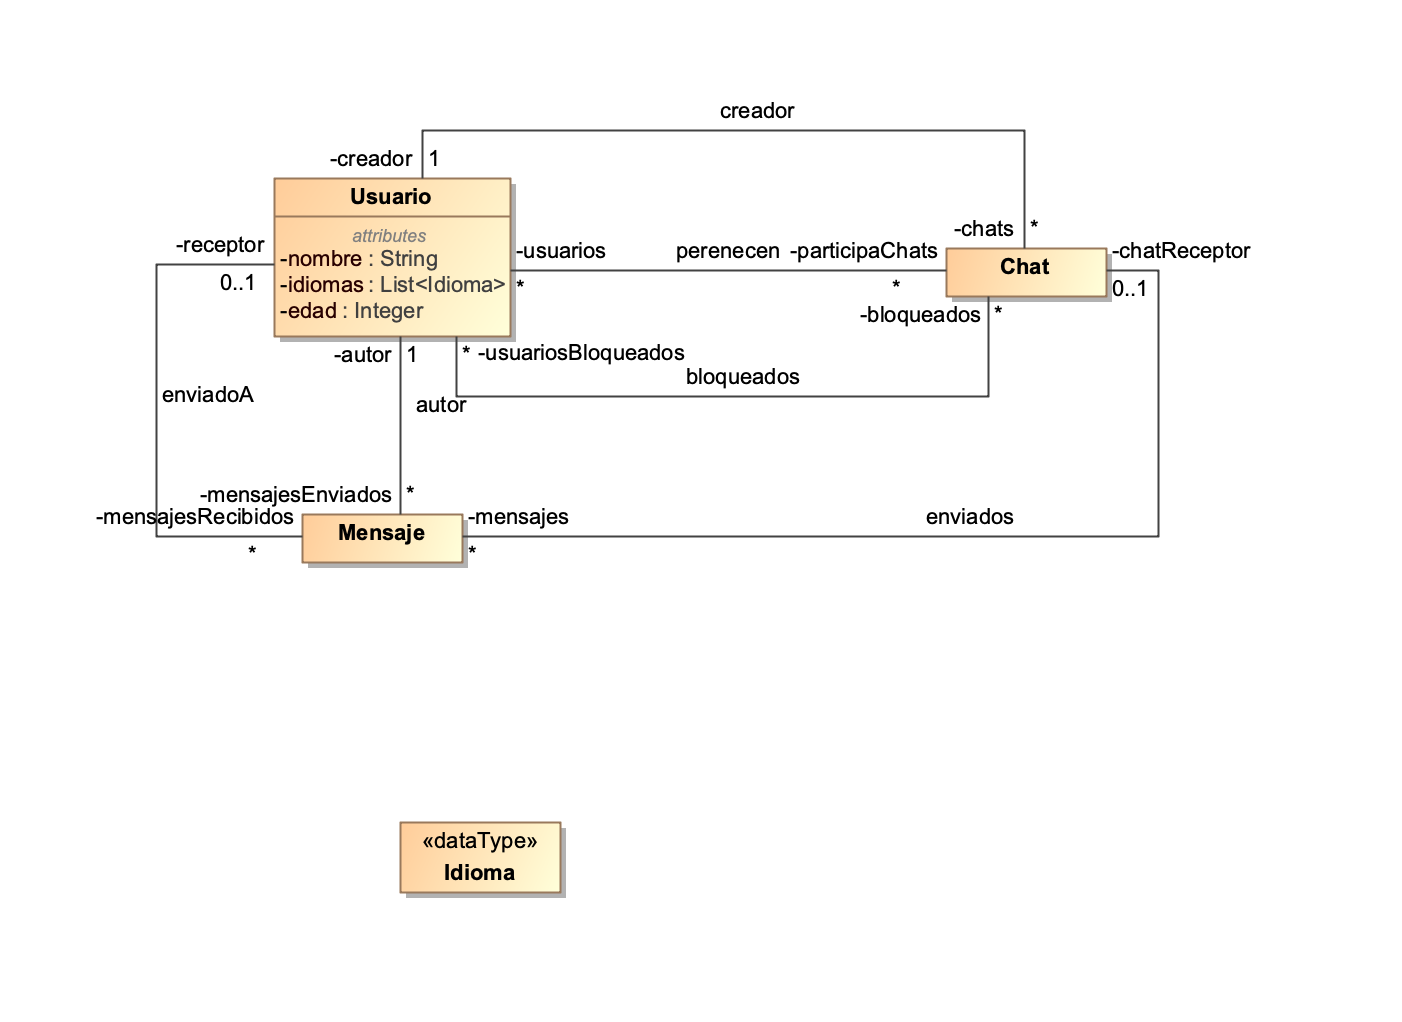 creador
-creador 1
Usuario
attributes
-nombre : String
-idiomas : List<Idioma>
-edad : Integer
-receptor
0..1
-usuarios
*
perenecen
-participaChats
*
-chats *
Chat
-chatReceptor
0..1
-bloqueados *
-autor 1
* -usuariosBloqueados
bloqueados
enviadoA
autor
-mensajesEnviados *
-mensajesRecibidos
*
Mensaje
-mensajes
*
enviados
«dataType»
Idioma